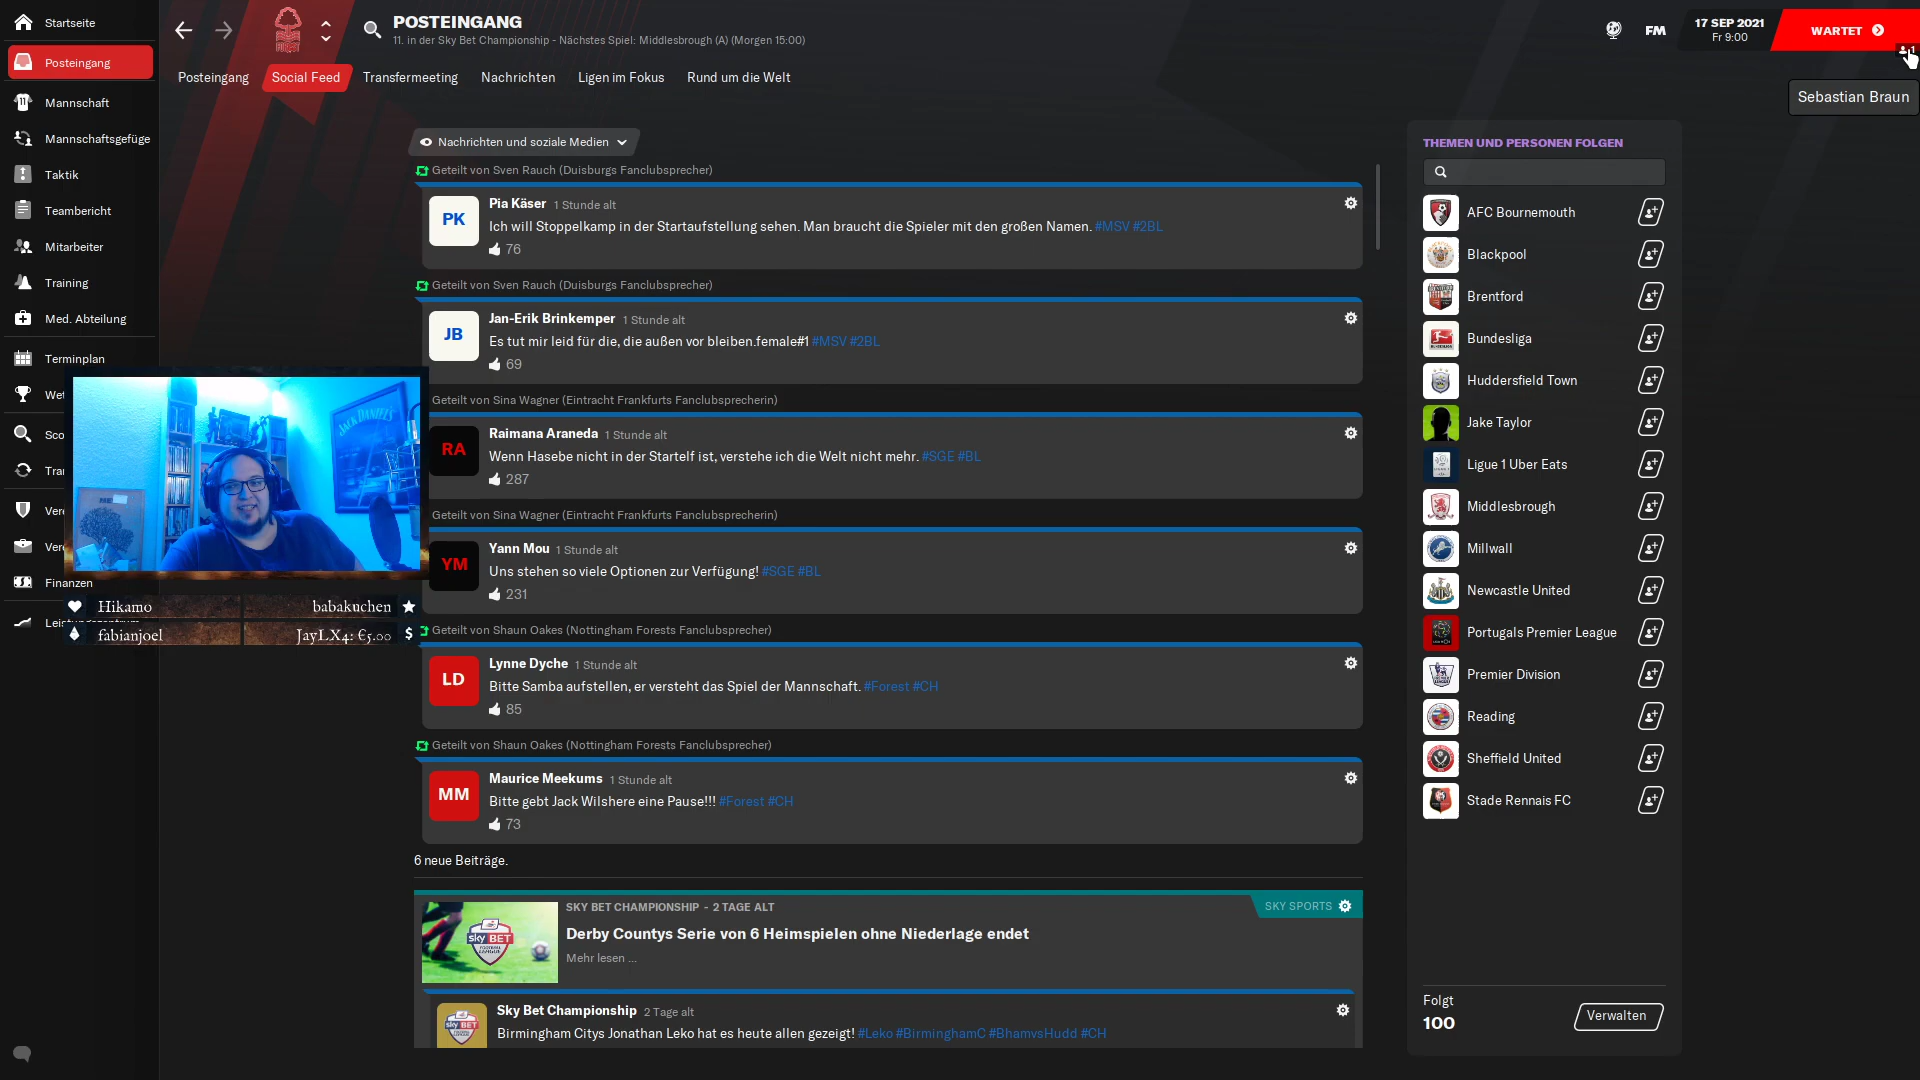 Startseite
Posteingang
Mannschaft
Mannschaftsgefüge
Taktik
Teambericht
Mitarbeiter
Training
Med. Abteilung
Terminplan
Finanzen
POSTEINGANG
11. in der Sky Bet Championship - Nächstes Spiel: Middlesbrough (A) (Morgen 15:00)
FM
17 SEP 2021
Fr 9:00
WARTET
1
Sebastian Braun
Posteingang
Social Feed
Transfermeeting
Nachrichten
Ligen im Fokus
Rund um die Welt
Nachrichten und soziale Medien
Geteilt von Sven Rauch (Duisburgs Fanclubsprecher)
PK
Pia Käser 1 Stunde alt
Ich will Stoppelkamp in der Startaufstellung sehen. Man braucht die Spieler mit den großen Namen. #MSV #2BL
76
Geteilt von Sven Rauch (Duisburgs Fanclubsprecher)
JB
Jan-Erik Brinkemper 1 Stunde alt
Es tut mir leid für die, die außen vor bleiben.female#1 #MSV #2BL
69
Geteilt von Sina Wagner (Eintracht Frankfurts Fanclubsprecherin)
RA
Raimana Araneda 1 Stunde alt
Wenn Hasebe nicht in der Startelf ist, verstehe ich die Welt nicht mehr. #SGE #BL
287
Geteilt von Sina Wagner (Eintracht Frankfurts Fanclubsprecherin)
YM
Yann Mou 1 Stunde alt
Uns stehen so viele Optionen zur Verfügung! #SGE #BL
231
Geteilt von Shaun Oakes (Nottingham Forests Fanclubsprecher)
LD
Lynne Dyche 1 Stunde alt
Bitte Samba aufstellen, er versteht das Spiel der Mannschaft. #Forest #CH
85
Geteilt von Shaun Oakes (Nottingham Forests Fanclubsprecher)
MM
Maurice Meekums 1 Stunde alt
Bitte gebt Jack Wilshere eine Pause!!! #Forest #CH
73
6 neue Beiträge.
sky BET
SKY BET CHAMPIONSHIP - 2 TAGE ALT
SKY SPORTS
Derby Countys Serie von 6 Heimspielen ohne Niederlage endet
Mehr lesen ...
sky BET
Sky Bet Championship 2 Tage alt
Birmingham Citys Jonathan Leko hat es heute allen gezeigt! #Leko #BirminghamC #BhamvsHudd #CH
JACK DANIEL'S
Hikamo
babakuchen
fabianjoel
JayLX4: €5.00
$
THEMEN UND PERSONEN FOLGEN
AFC Bournemouth
Blackpool
Brentford
Bundesliga
Huddersfield Town
Jake Taylor
Ligue 1 Uber Eats
Middlesbrough
Millwall
Newcastle United
Portugals Premier League
Premier Division
Reading
Sheffield United
Stade Rennais FC
Folgt
100
Verwalten